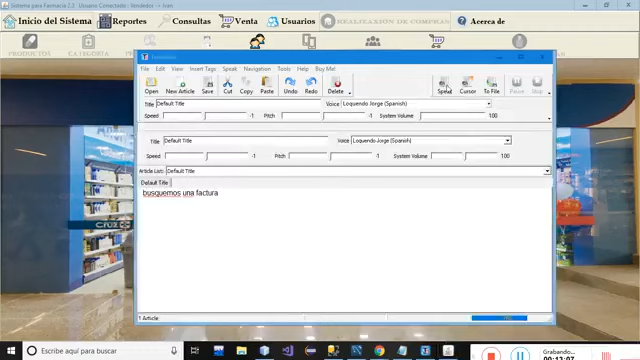 Sistema para Farmacia 2.2 Usuario Conectado : Vendedor -> Ivan
Inicio del Sistema Reportes Consultas Venta Usuarios REALIZACION DE COMPRAS Acerca de
PRODUCTOS CATEGORIA
File Edit View Insert Tags Speak Navigation Tools Help Buy Me!
Open New Article Save Cut Copy Paste Undo Redo Delete Speak Cursor To File Pause Stop
Title Default Title Voice Loquendo Jorge (Spanish)
Speed -1 Pitch -1 System Volume 100
Title Default Title Voice Loquendo Jorge (Spanish)
Speed -1 Pitch -1 System Volume 100
Article List: Default Title
Default Title
busquemos una factura
Cruz
1 Article
Escribe aquí para buscar
Grabando...
00:13:07